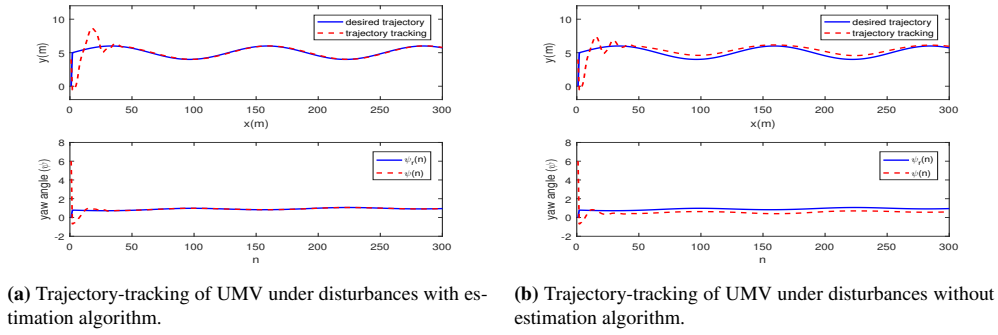 10
5
0
y(m)
desired trajectory
trajectory tracking
0 50 100 150 200 250 300
x(m)
8
6
4
2
0
-2
yaw angle (ψ)
ψr(n)
ψ(n)
0 50 100 150 200 250 300
n
(a) Trajectory-tracking of UMV under disturbances with es-
timation algorithm.
10
5
0
y(m)
desired trajectory
trajectory tracking
0 50 100 150 200 250 300
x(m)
8
6
4
2
0
-2
yaw angle (ψ)
ψr(n)
ψ(n)
0 50 100 150 200 250 300
n
(b) Trajectory-tracking of UMV under disturbances without
estimation algorithm.